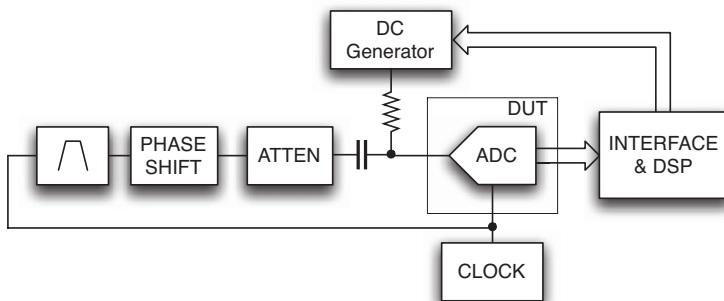 DC
Generator
DUT
PHASE
SHIFT
ATTEN
ADC
INTERFACE
& DSP
CLOCK